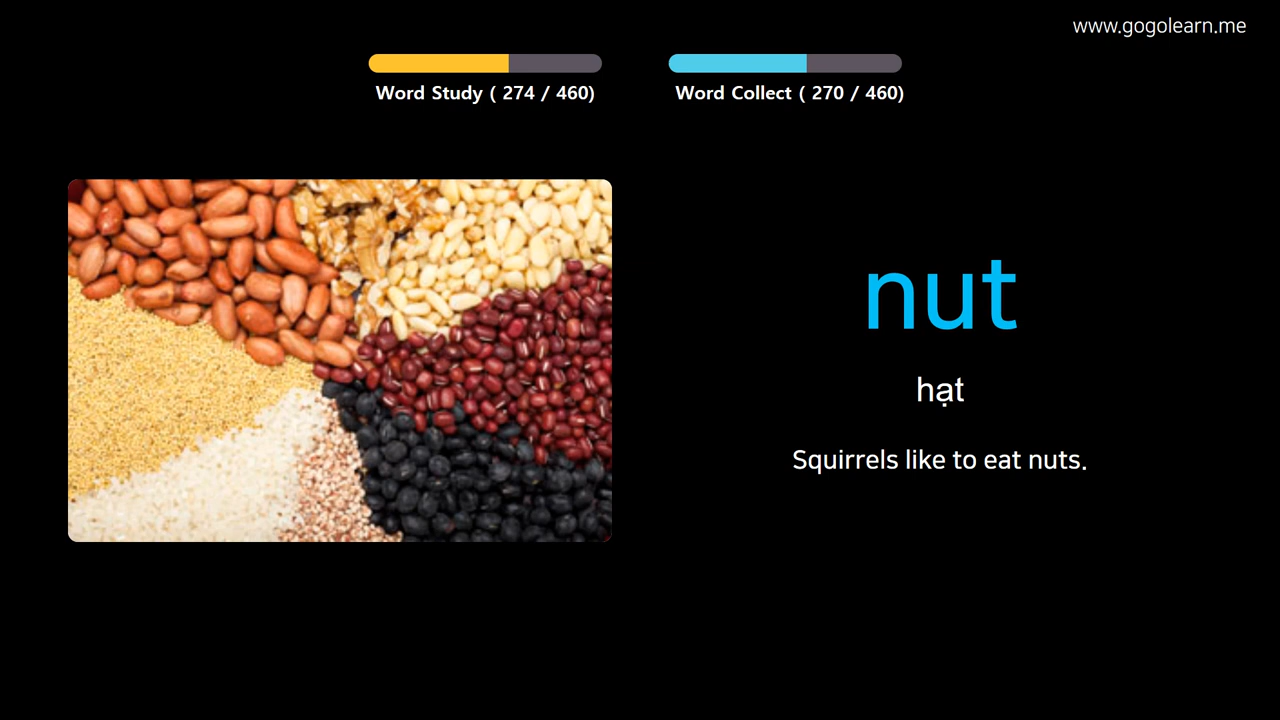 www.gogolearn.me
Word Study ( 274 / 460)
Word Collect ( 270 / 460)
nut
hạt
Squirrels like to eat nuts.